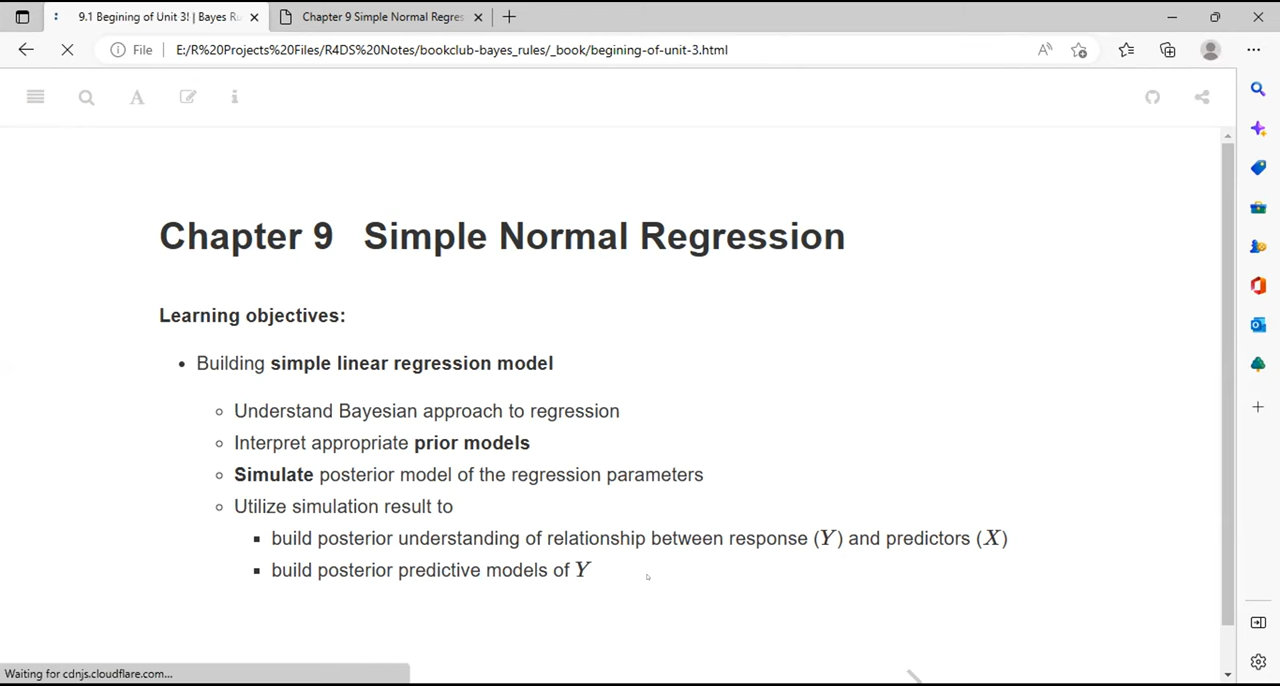 9.1 Begining of Unit 3! | Bayes Ru
Chapter 9 Simple Normal Regres
File
E:/R%20Projects%20Files/R4DS%20Notes/bookclub-bayes_rules/_book/begining-of-unit-3.html
Chapter 9 Simple Normal Regression
Learning objectives:
• Building simple linear regression model
Understand Bayesian approach to regression
Interpret appropriate prior models
Simulate posterior model of the regression parameters
Utilize simulation result to
build posterior understanding of relationship between response (Y) and predictors (X)
build posterior predictive models of Y
Waiting for cdnjs.cloudflare.com...